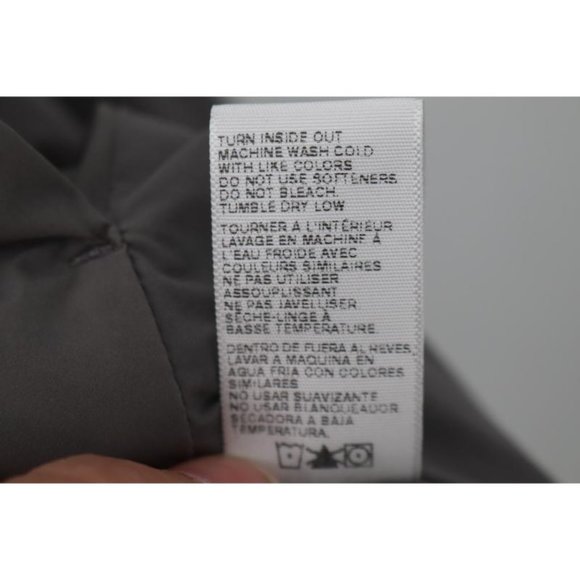 TURN INSIDE OUT
MACHINE WASH COLD
WITH LIKE COLORS
DO NOT USE SOFTENERS.
DO NOT BLEACH.
TUMBLE DRY LOW
TOURNER À L'INTÉRIEUR
LAVAGE EN MACHINE À
L'EAU FROIDE AVEC
COULEURS SIMILAIRES
NE PAS UTILISER
ASSOUPLISSANT
NE PAS JAVELLISER
SÈCHE-LINGE À
BASSE TEMPÉRATURE.
DENTRO DE FUERA AL REVES,
LAVAR A MAQUINA EN
AGUA FRIA CON COLORES
SIMILARES
NO USAR SUAVIZANTE
NO USAR BLANQUEADOR
SECADORA A BAJA
TEMPERATURA.